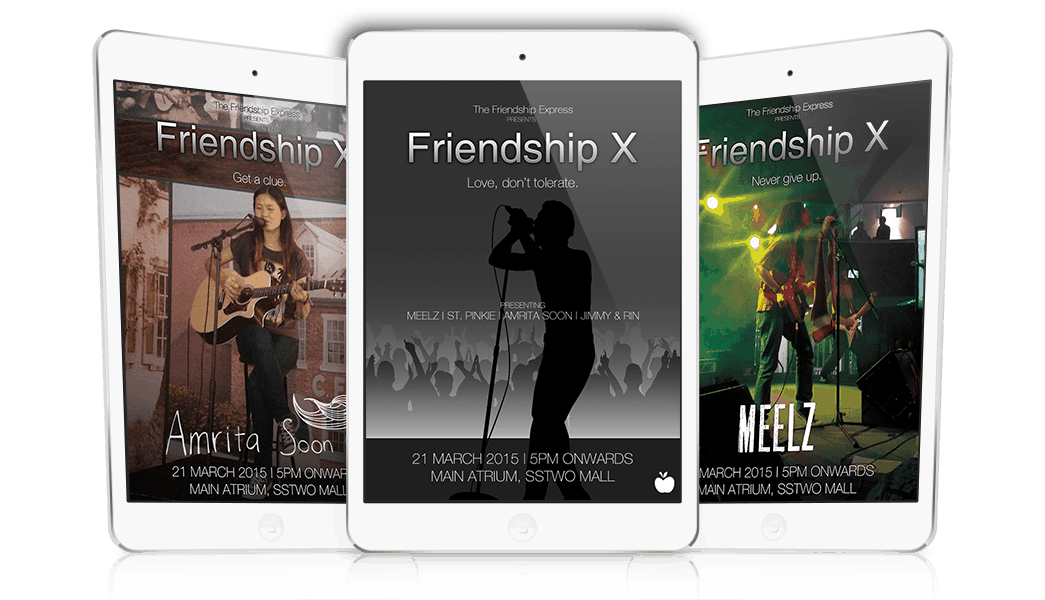 The Friendship Express
PRESENTS
Friendship X
Get a clue.
Amrita Soon
21 MARCH 2015 | 5PM ONWARDS
MAIN ATRIUM, SSTWO MALL
The Friendship Express
PRESENTS
Friendship X
Love, don't tolerate.
PRESENTING
MEELZ | ST. PINKIE | AMRITA SOON | JIMMY & RIN
21 MARCH 2015 | 5PM ONWARDS
MAIN ATRIUM, SSTWO MALL
The Friendship Express
PRESENTS
Friendship X
Never give up.
MEELZ
MARCH 2015 | 5PM ONWARDS
MAIN ATRIUM, SSTWO MALL